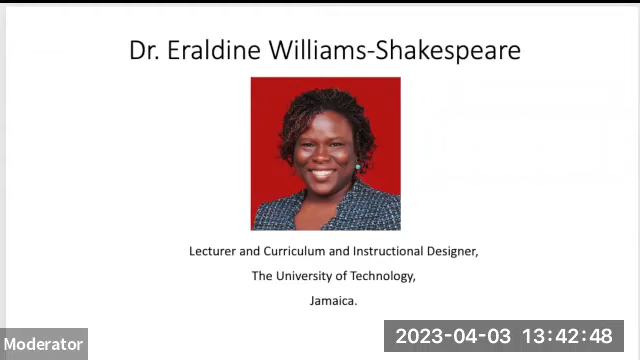 Dr. Eraldine Williams-Shakespeare
Lecturer and Curriculum and Instructional Designer,
The University of Technology,
Jamaica.
Moderator
2023-04-03 13:42:48